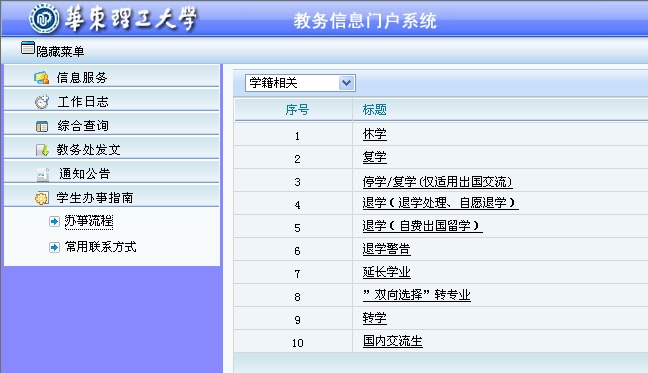 華東理工大学
教务信息门户系统
隐藏菜单
信息服务
工作日志
综合查询
教务处发文
通知公告
学生办事指南
办事流程
常用联系方式
学籍相关
序号 标题
1 休学
2 复学
3 停学/复学(仅适用出国交流)
4 退学(退学处理、自愿退学)
5 退学(自费出国留学)
6 退学警告
7 延长学业
8 ”双向选择”转专业
9 转学
10 国内交流生